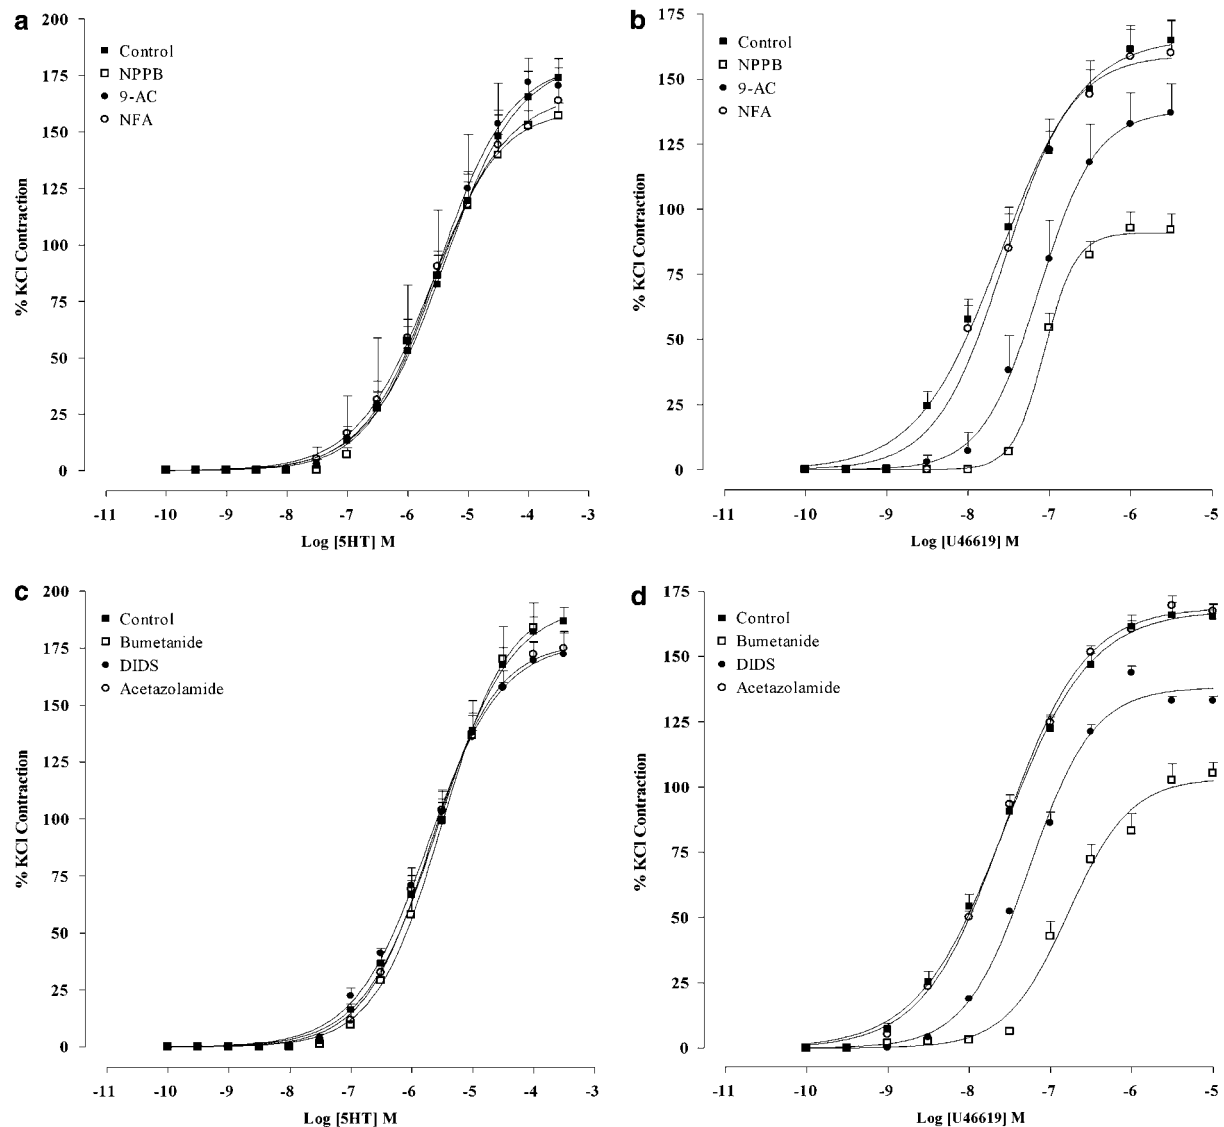 a
200
175
150
125
100
75
50
25
0
% KCl Contraction
Control
NPPB
9-AC
NFA
-11 -10 -9 -8 -7 -6 -5 -4 -3
Log [5HT] M
b
175
150
125
100
75
50
25
0
% KCl Contraction
Control
NPPB
9-AC
NFA
-11 -10 -9 -8 -7 -6 -5
Log [U46619] M
c
200
175
150
125
100
75
50
25
0
% KCl Contraction
Control
Bumetanide
DIDS
Acetazolamide
-11 -10 -9 -8 -7 -6 -5 -4 -3
Log [5HT] M
d
175
150
125
100
75
50
25
0
% KCl Contraction
Control
Bumetanide
DIDS
Acetazolamide
-11 -10 -9 -8 -7 -6 -5
Log [U46619] M